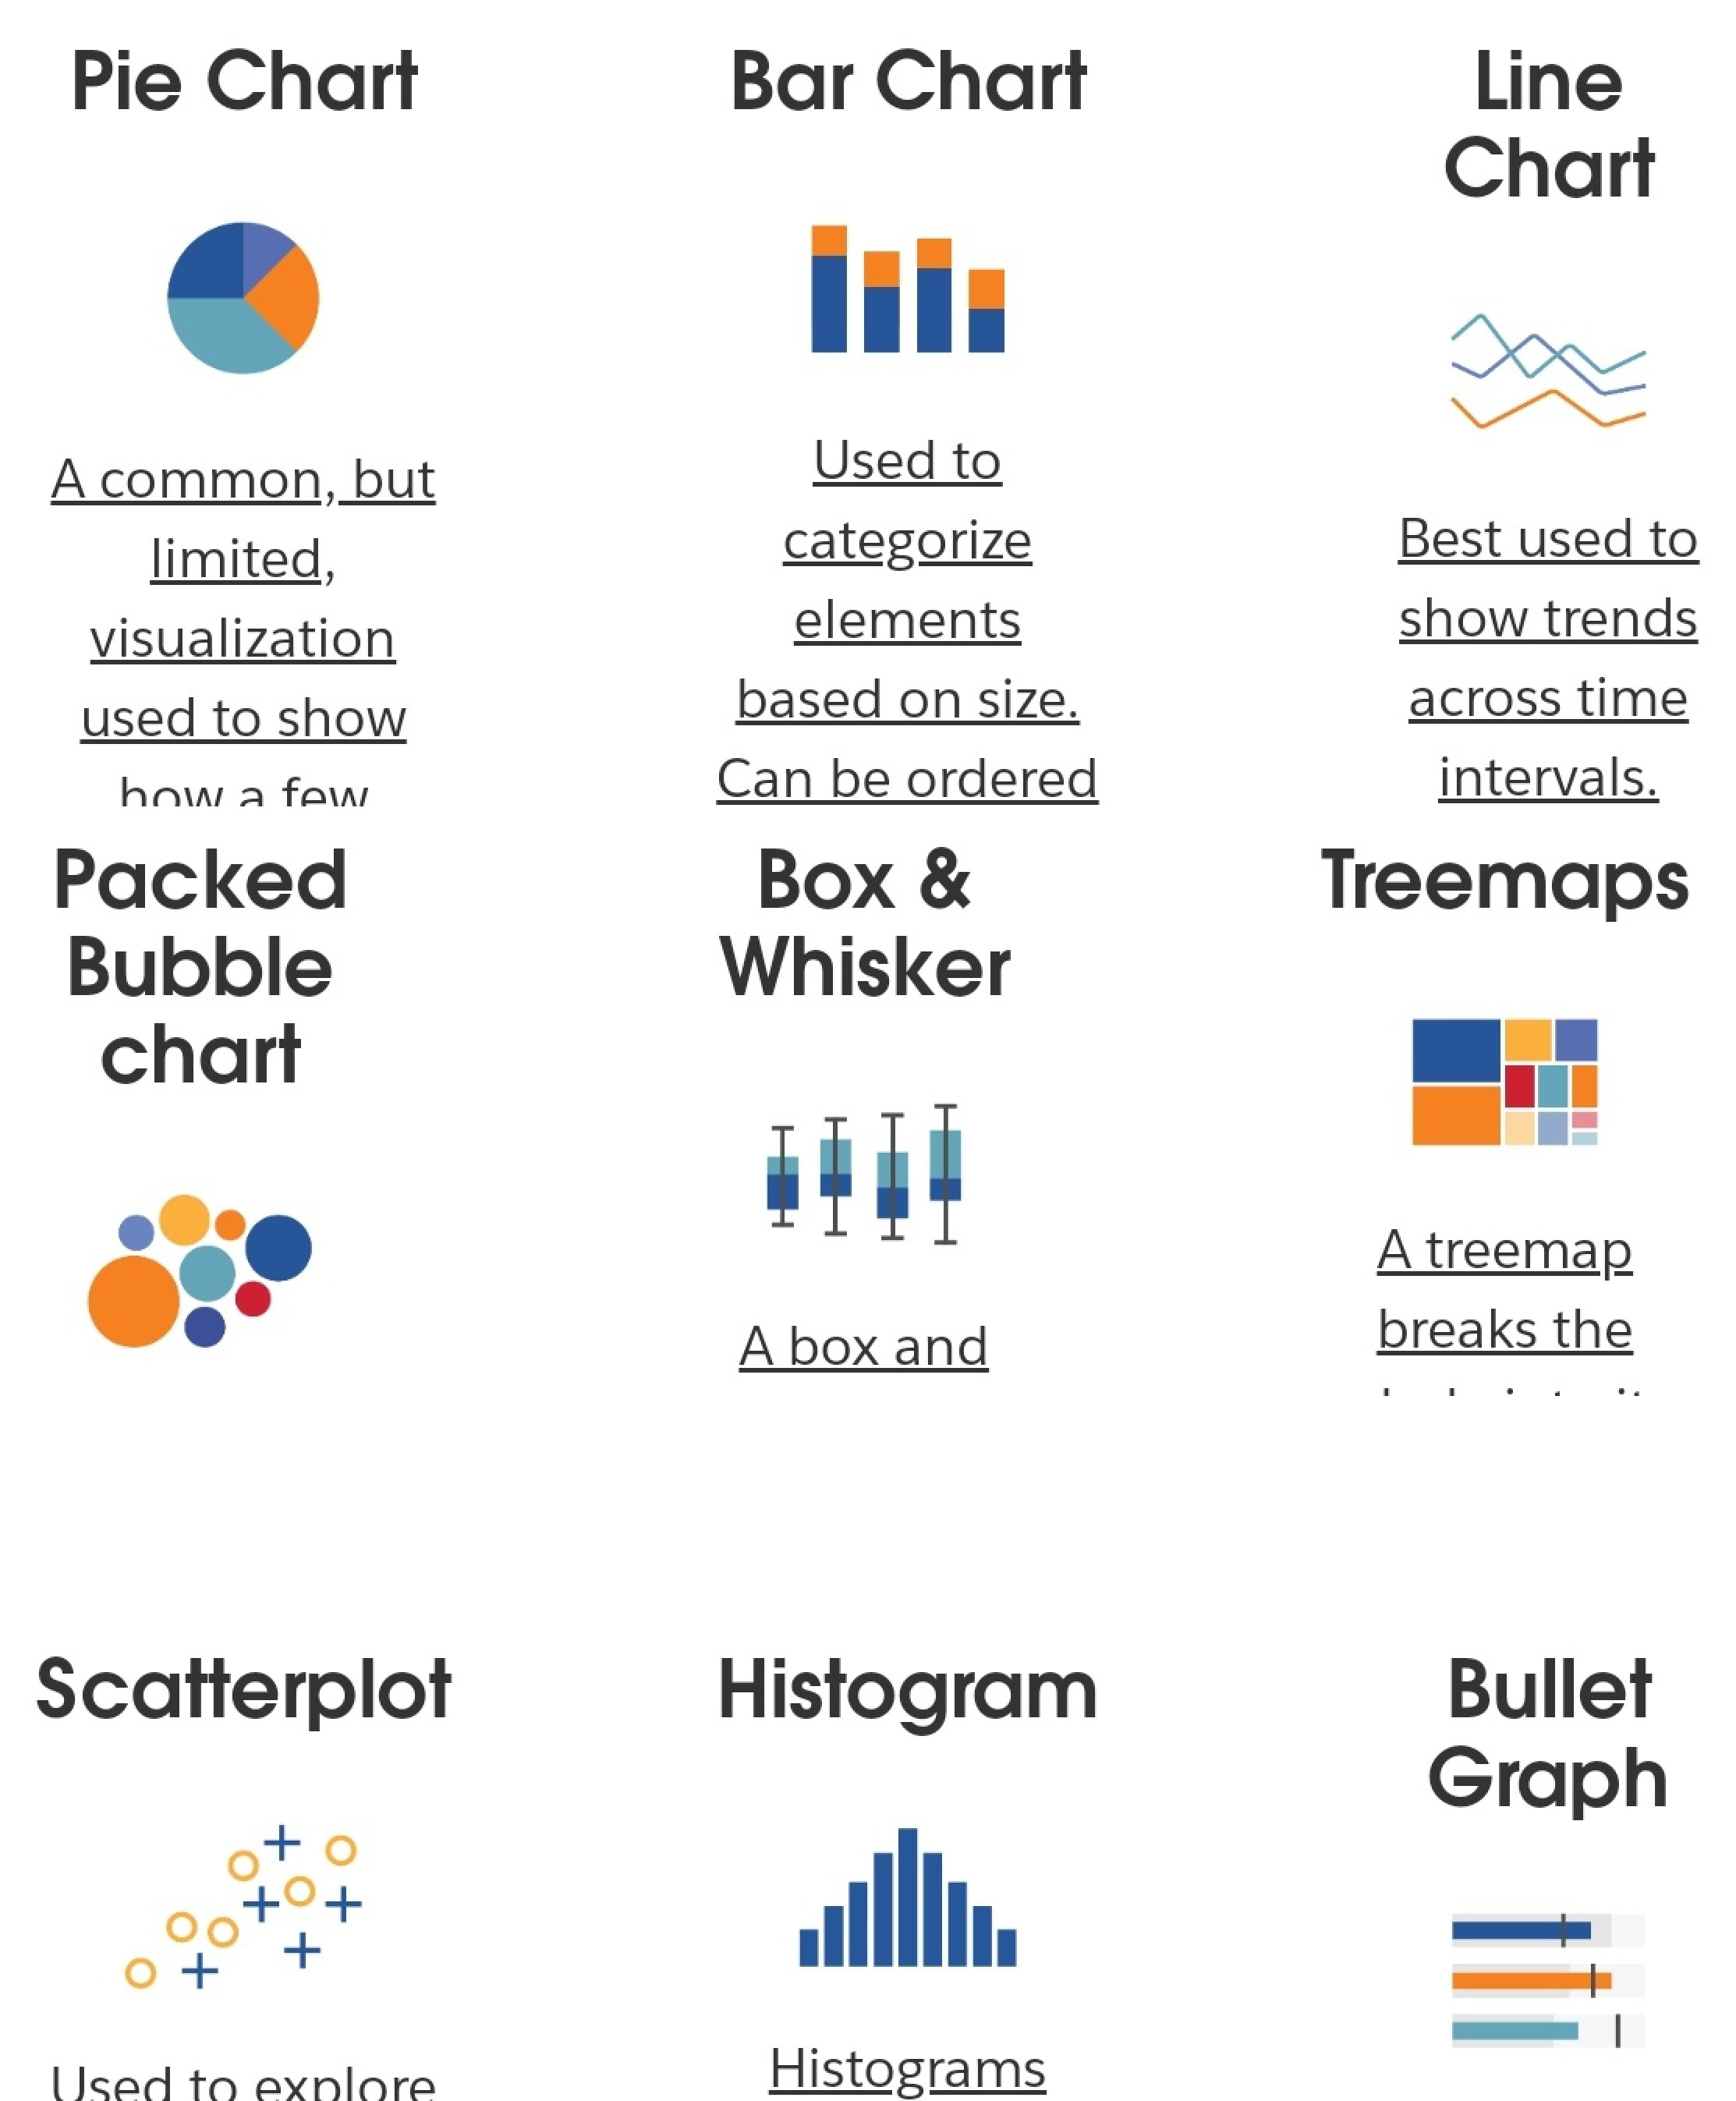 Pie Chart
A common, but
limited,
visualization
used to show
how a few
Bar Chart
Used to
categorize
elements
based on size.
Can be ordered
Line
Chart
Best used to
show trends
across time
intervals.
Packed
Bubble
chart
Box &
Whisker
A box and
Treemaps
A treemap
breaks the
Scatterplot
Used to explore
Histogram
Histograms
Bullet
Graph